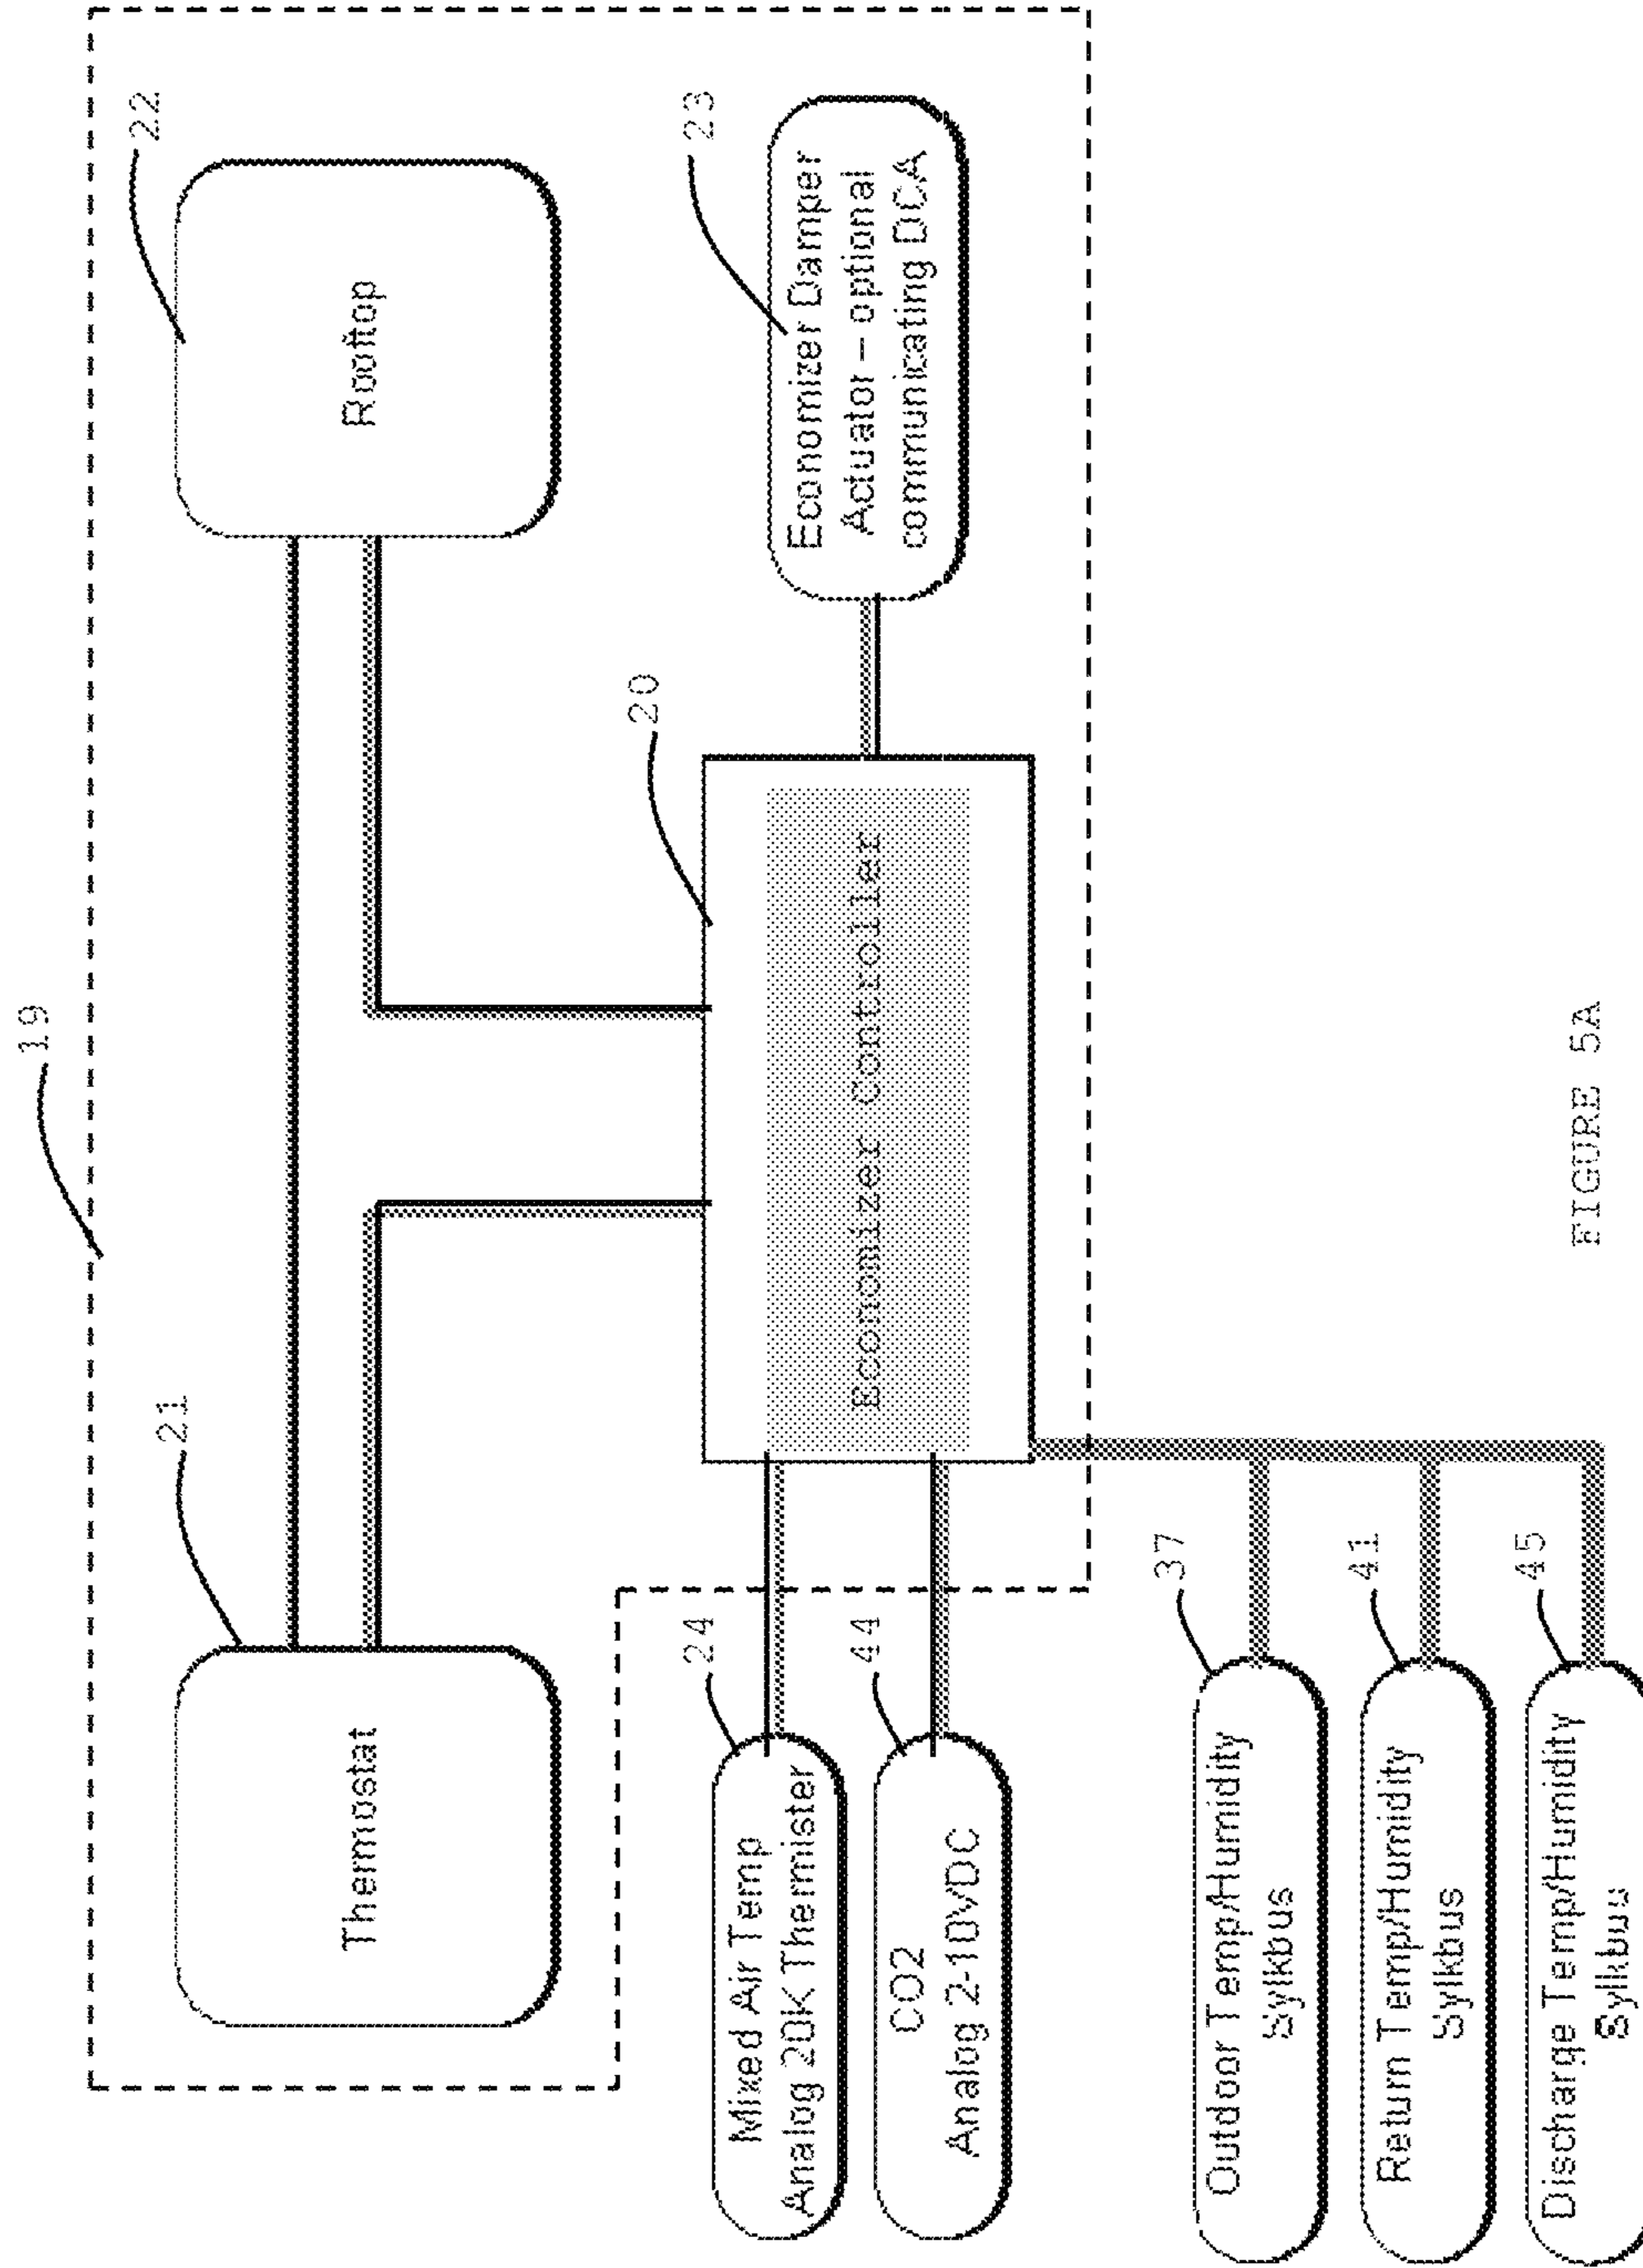 19
21
Thermostat
22
Rooftop
20
Economizer Controller
23
Economizer Damper
Actuator – optional
communicating DCA
24
Mixed Air Temp
Analog 20K Thermister
44
CO2
Analog 2-10VDC
37
Outdoor Temp/Humidity
Sylkbus
41
Return Temp/Humidity
Sylkbus
45
Discharge Temp/Humidity
Sylkbus
FIGURE 5A